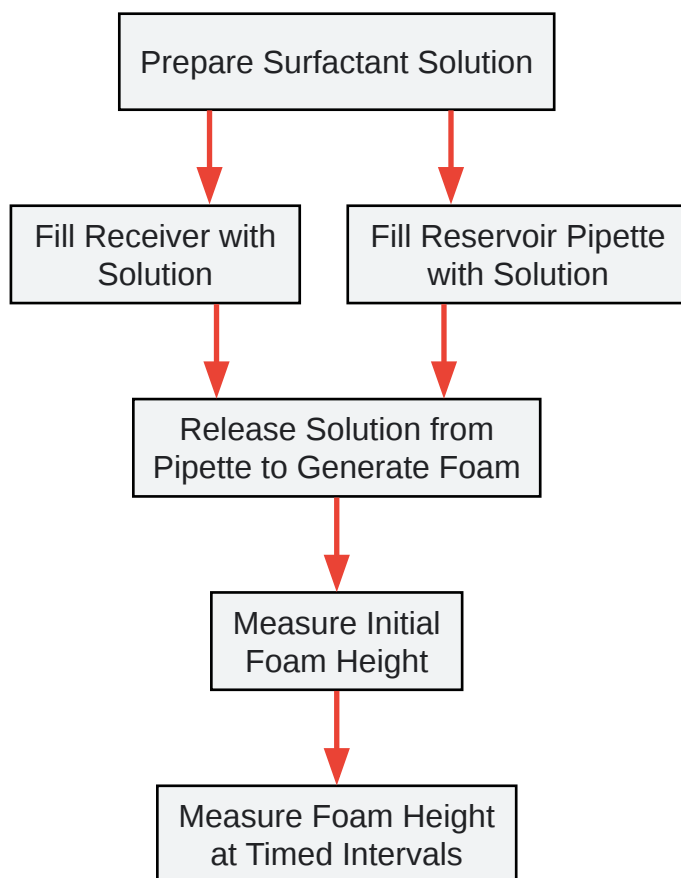 Prepare Surfactant Solution
Fill Receiver with
Solution
Fill Reservoir Pipette
with Solution
Release Solution from
Pipette to Generate Foam
Measure Initial
Foam Height
Measure Foam Height
at Timed Intervals